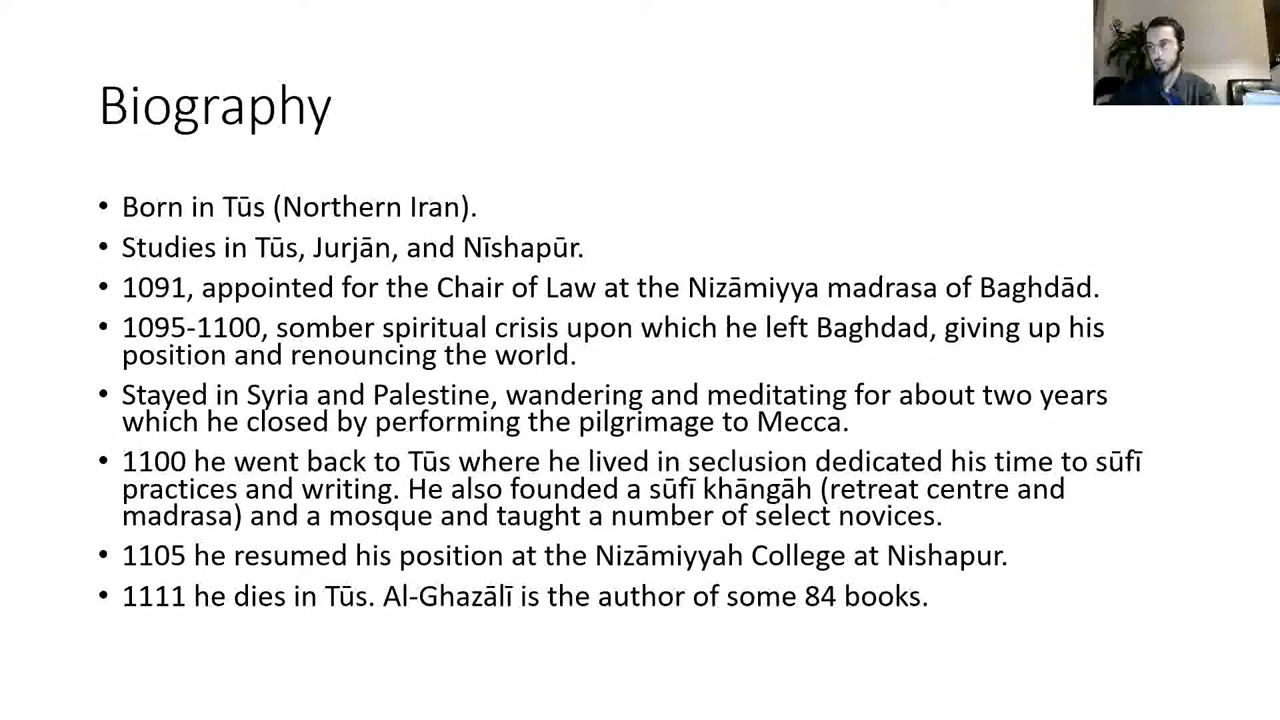 Biography
• Born in Tūs (Northern Iran).
• Studies in Tūs, Jurjān, and Nīshapūr.
• 1091, appointed for the Chair of Law at the Nizāmiyya madrasa of Baghdād.
• 1095-1100, somber spiritual crisis upon which he left Baghdad, giving up his
position and renouncing the world.
• Stayed in Syria and Palestine, wandering and meditating for about two years
which he closed by performing the pilgrimage to Mecca.
• 1100 he went back to Tūs where he lived in seclusion dedicated his time to sūfī
practices and writing. He also founded a sūfī khāngāh (retreat centre and
madrasa) and a mosque and taught a number of select novices.
• 1105 he resumed his position at the Nizāmiyyah College at Nishapur.
• 1111 he dies in Tūs. Al-Ghazālī is the author of some 84 books.